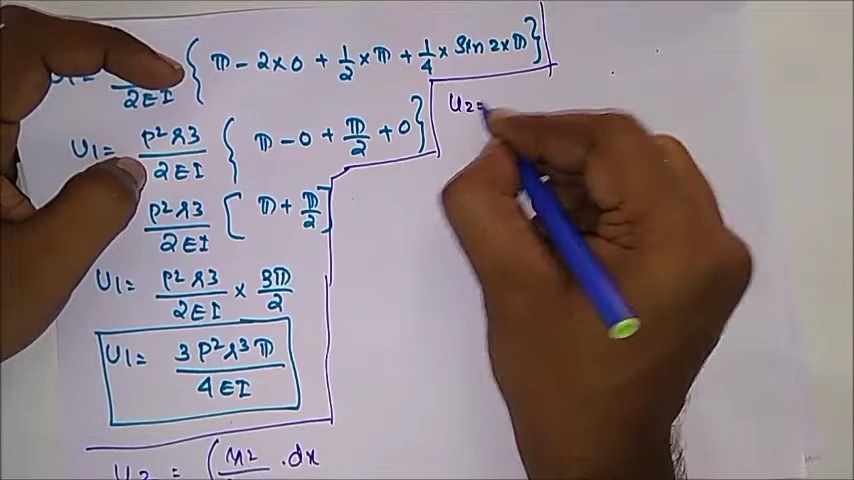 U1= /2EI { π - 2×0 + 1/2 × π + 1/4 × Sin 2×π }
U1= P²r3/2EI { π - 0 + π/2 + 0 }
P²r3/2EI [ π + π/2 ]
U1= P²r3/2EI × 3π/2
U1= 3P²r³π/4EI
U2 = ∫ M2/ .dx
U2=